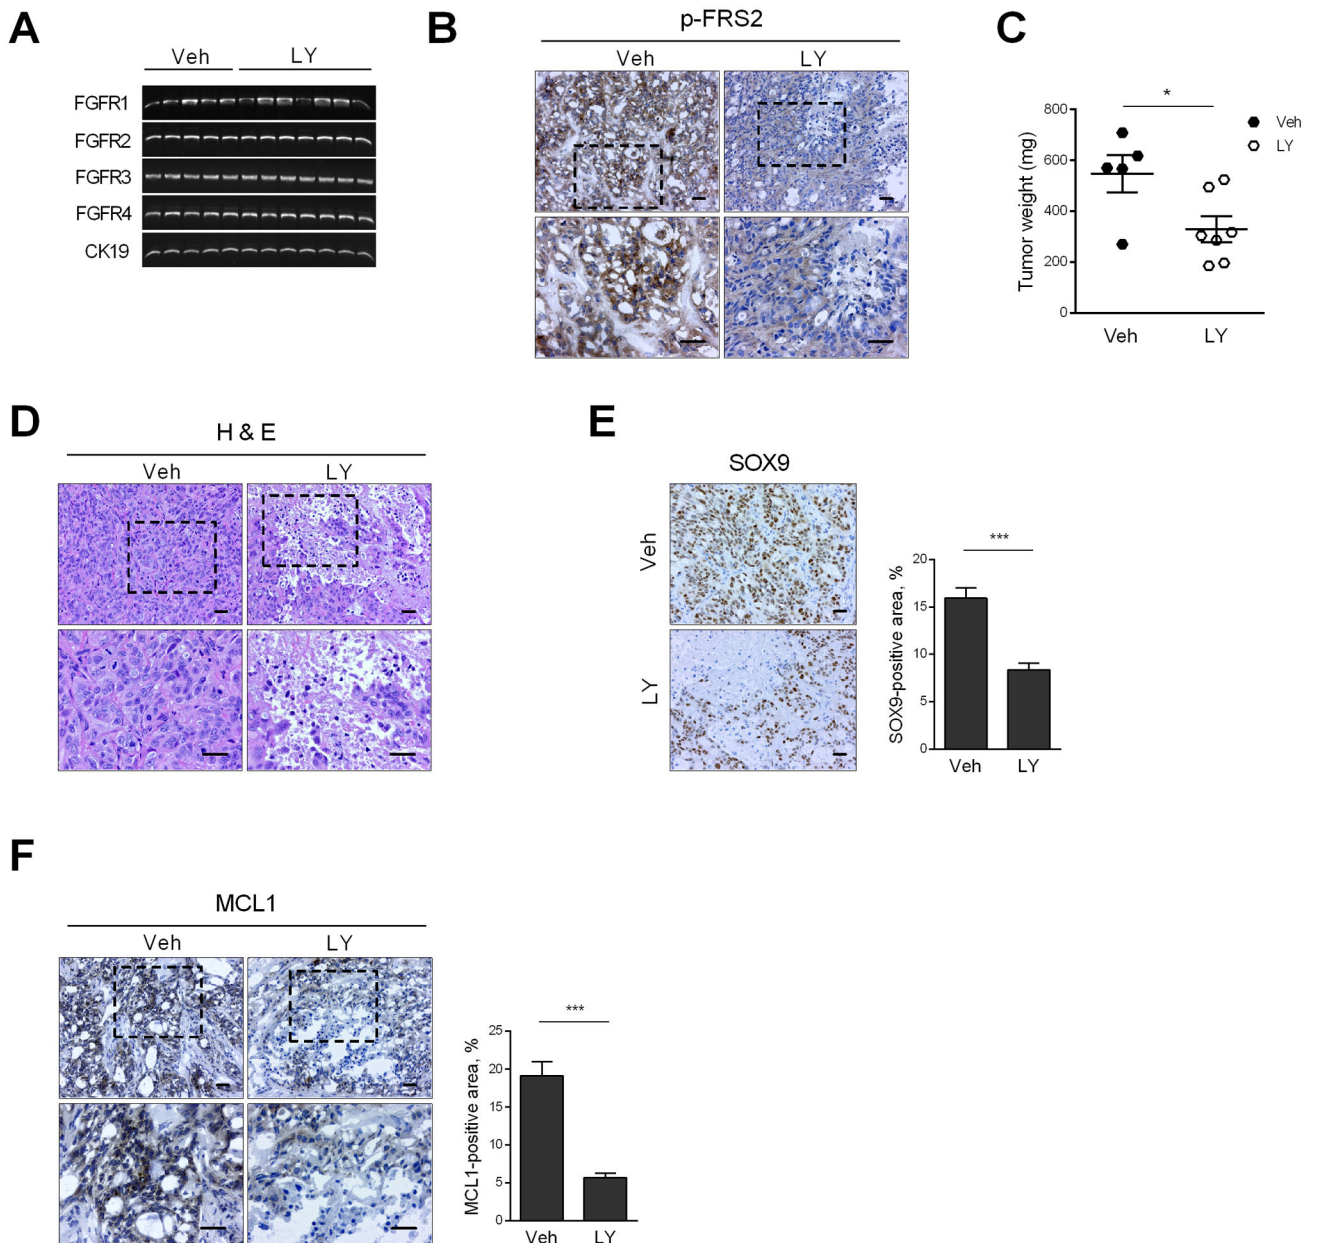 A
Veh LY
FGFR1
FGFR2
FGFR3
FGFR4
CK19
B
p-FRS2
Veh LY
C
*
800
600
400
200
0
Tumor weight (mg)
Veh
LY
Veh LY
D
H & E
Veh LY
E
SOX9
Veh
LY
***
20
15
10
5
0
SOX9-positive area, %
Veh LY
F
MCL1
Veh LY
***
25
20
15
10
5
0
MCL1-positive area, %
Veh LY